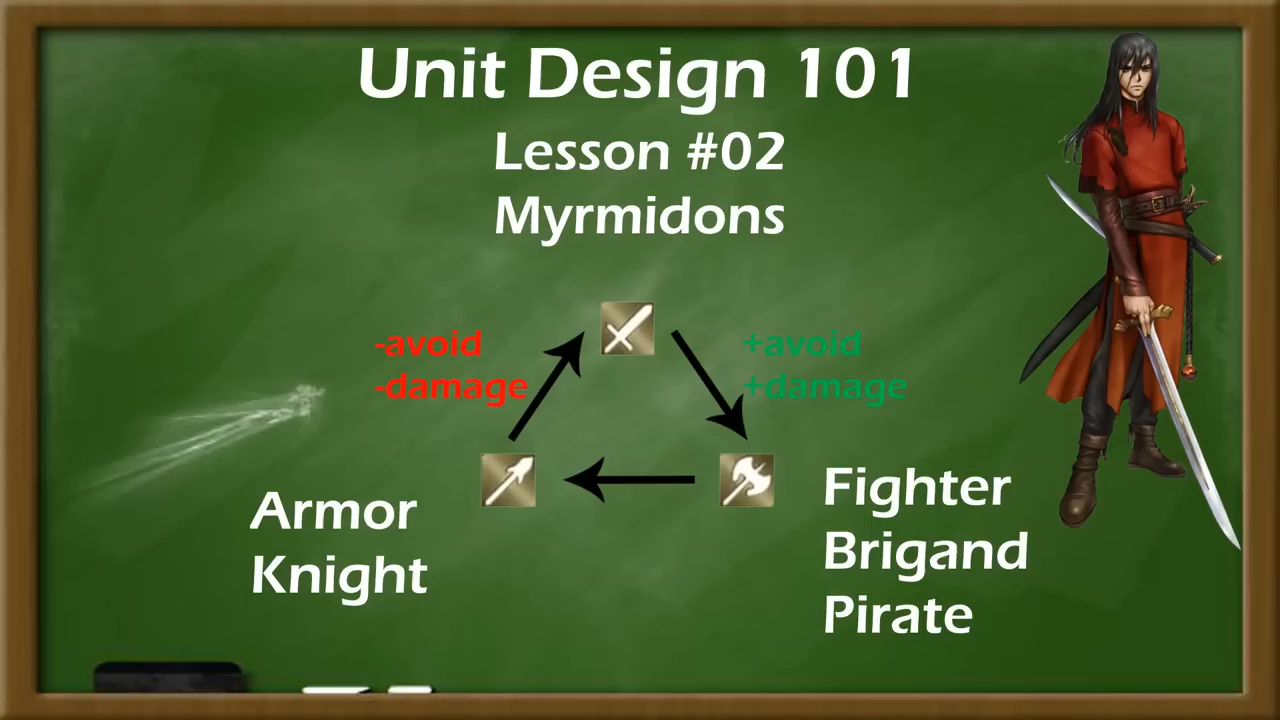 Unit Design 101
Lesson #02
Myrmidons
-avoid
-damage
+avoid
+damage
Armor
Knight
Fighter
Brigand
Pirate